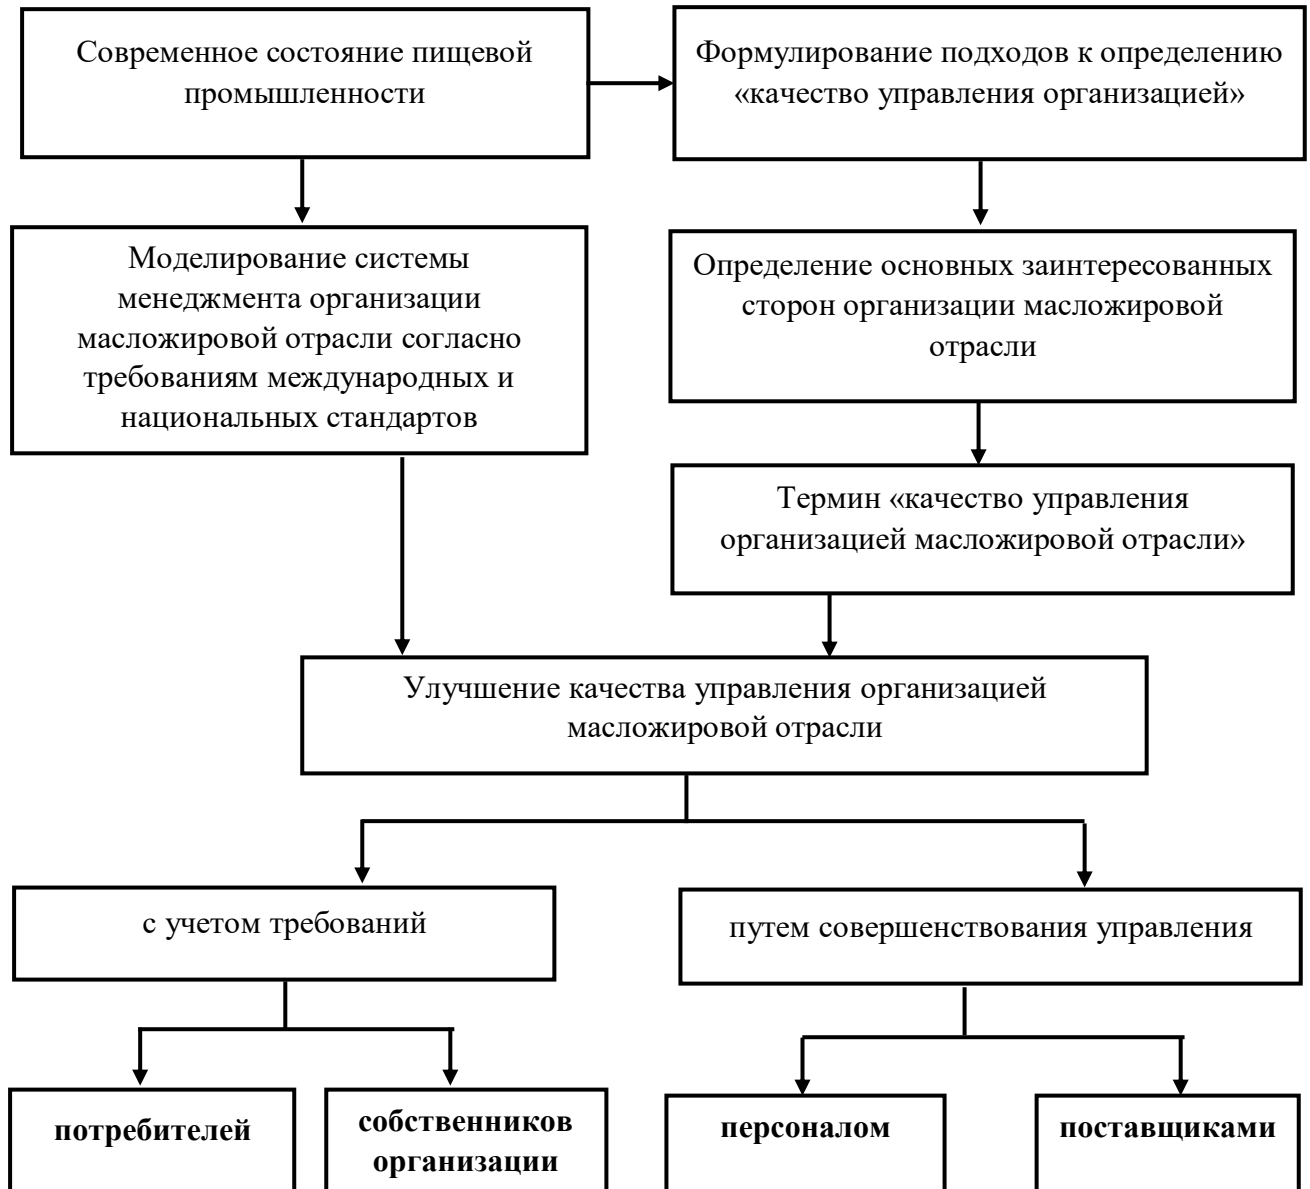 Современное состояние пищевой
промышленности
Формулирование подходов к определению
«качество управления организацией»
Моделирование системы
менеджмента организации
масложировой отрасли согласно
требованиям международных и
национальных стандартов
Определение основных заинтересованных
сторон организации масложировой
отрасли
Термин «качество управления
организацией масложировой отрасли»
Улучшение качества управления организацией
масложировой отрасли
с учетом требований
путем совершенствования управления
потребителей
собственников
организации
персоналом
поставщиками